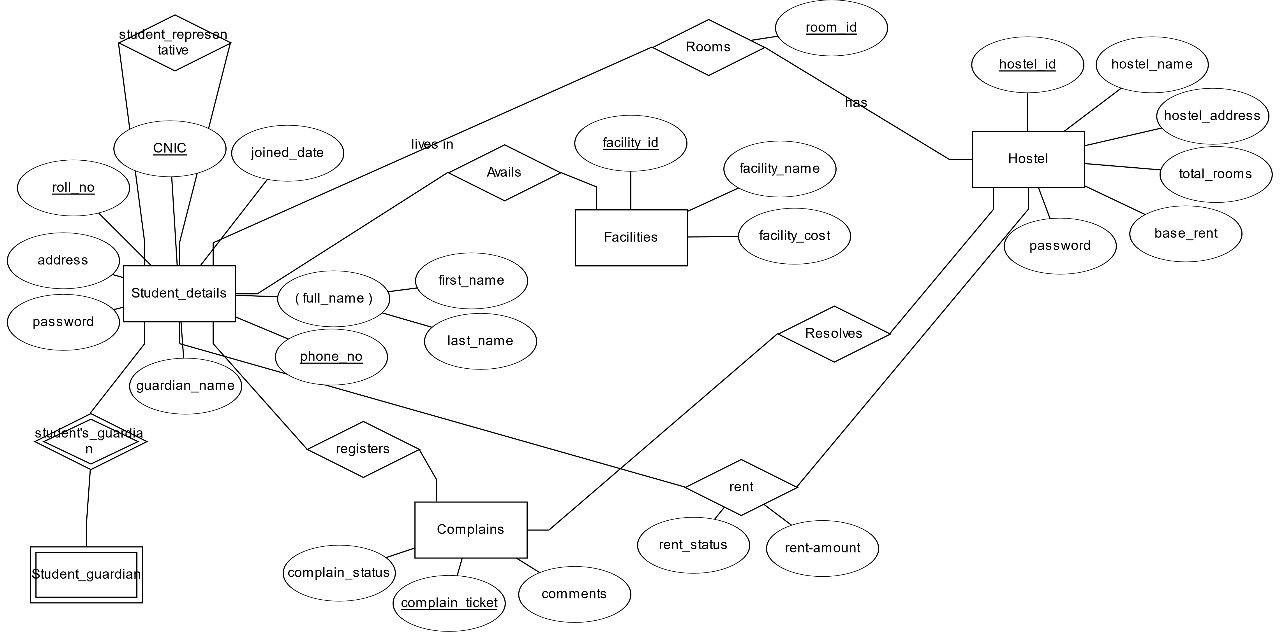 student_represen
tative
Rooms
room_id
hostel_id
hostel_name
has
hostel_address
CNIC
joined_date
lives in
facility_id
Hostel
roll_no
Avails
facility_name
total_rooms
Facilities
facility_cost
base_rent
password
address
Student_details
( full_name )
first_name
password
last_name
phone_no
Resolves
guardian_name
student's_guardia
n
registers
rent
Complains
rent_status
rent-amount
Student_guardian
complain_status
complain_ticket
comments